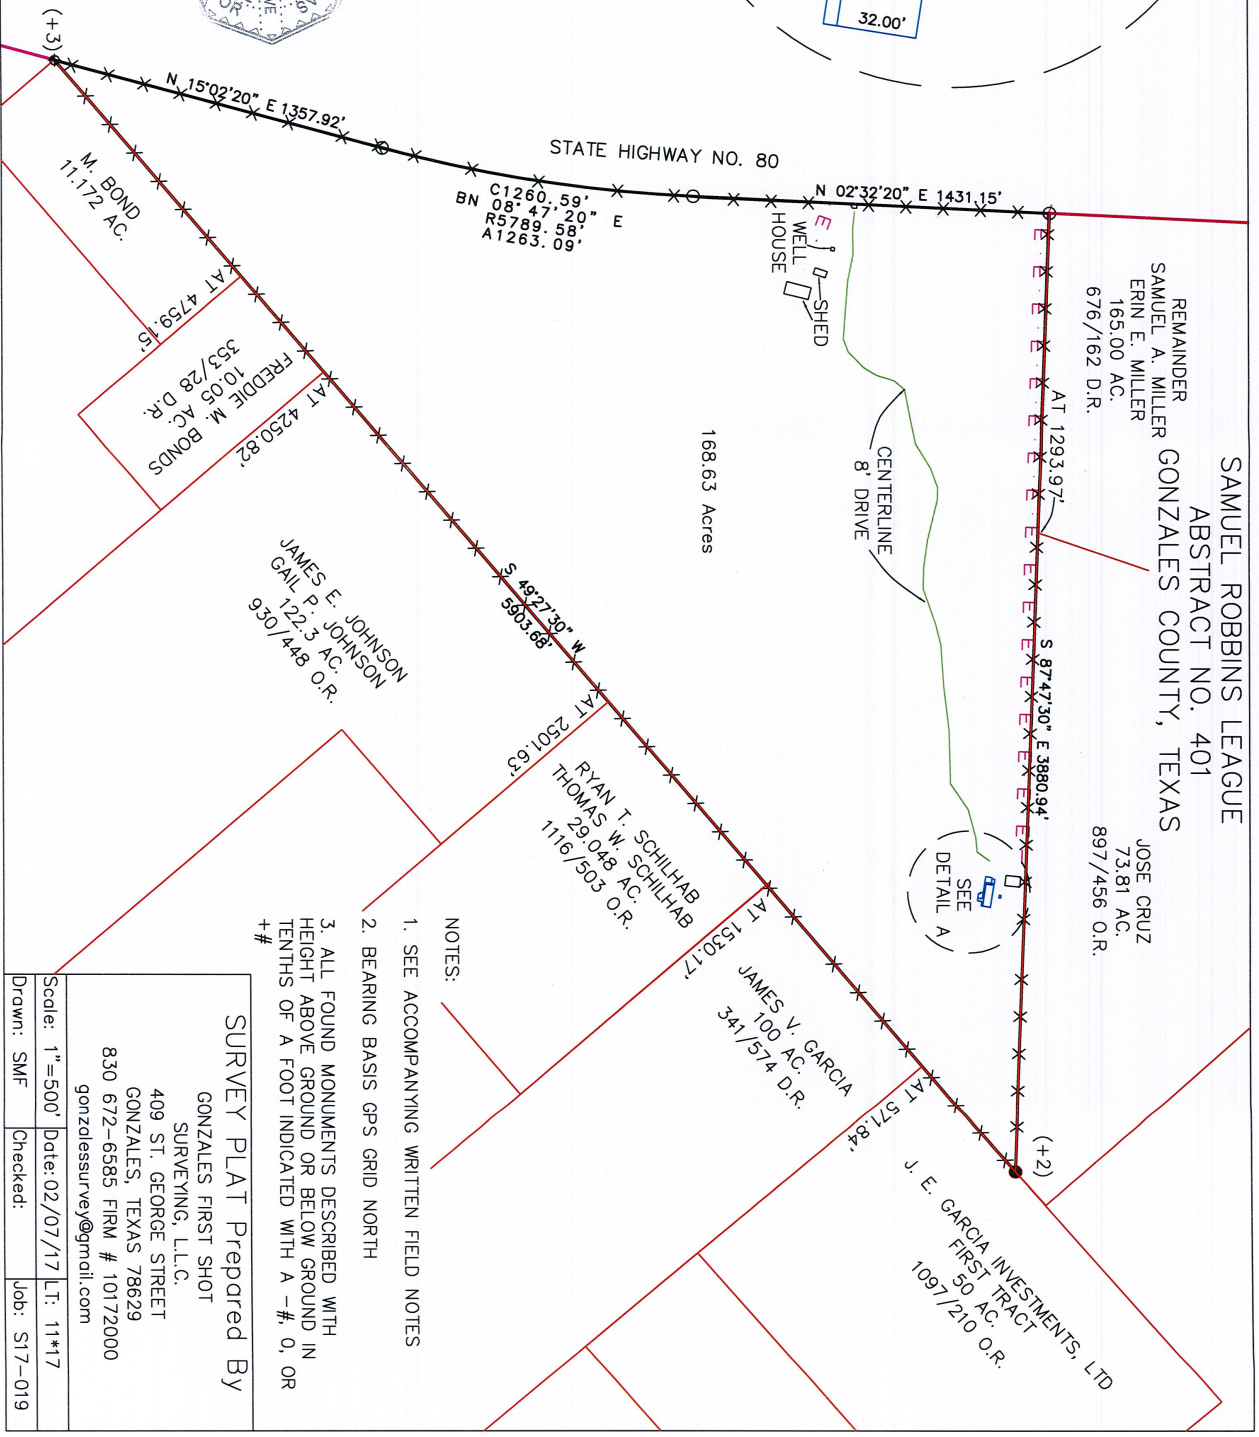 SAMUEL ROBBINS LEAGUE
ABSTRACT NO. 401
GONZALES COUNTY, TEXAS
REMAINDER
SAMUEL A. MILLER
ERIN E. MILLER
165.00 AC.
676/162 D.R.
JOSE CRUZ
73.81 AC.
897/456 O.R.
AT 1293.97'
S 87°47'30" E 3880.94'
(+2)
32.00'
STATE HIGHWAY NO. 80
N 02°32'20" E 1431.15'
C1260.59'
BN 08° 47' 20" E
R5789.58'
A1263.09'
N 15°02'20" E 1357.92'
(+3)
E.
WELL
HOUSE
SHED
CENTERLINE
8' DRIVE
SEE
DETAIL A
168.63 Acres
S 49°27'30" W
5903.68'
M. BOND
11.172 AC.
AT 4759.15'
FREDDIE M. BONDS
10.05 AC.
353/28 D.R.
AT 4250.82'
JAMES E. JOHNSON
GAIL P. JOHNSON
122.3 AC.
930/448 O.R.
AT 2501.63'
RYAN T. SCHILHAB
THOMAS W. SCHILHAB
29.048 AC.
1116/503 O.R.
AT 1530.17'
JAMES V. GARCIA
100 AC.
341/574 D.R.
AT 571.84'
J. E. GARCIA INVESTMENTS, LTD
FIRST TRACT
50 AC.
1097/210 O.R.
NOTES:
1. SEE ACCOMPANYING WRITTEN FIELD NOTES
2. BEARING BASIS GPS GRID NORTH
3. ALL FOUND MONUMENTS DESCRIBED WITH
HEIGHT ABOVE GROUND OR BELOW GROUND IN
TENTHS OF A FOOT INDICATED WITH A -#, 0, OR
+#
SURVEY PLAT Prepared By
GONZALES FIRST SHOT
SURVEYING, L.L.C.
409 ST. GEORGE STREET
GONZALES, TEXAS 78629
830 672-6585 FIRM # 10172000
gonzalessurvey@gmail.com
Scale: 1"=500' Date: 02/07/17 LT: 11*17
Drawn: SMF Checked: Job: S17-019